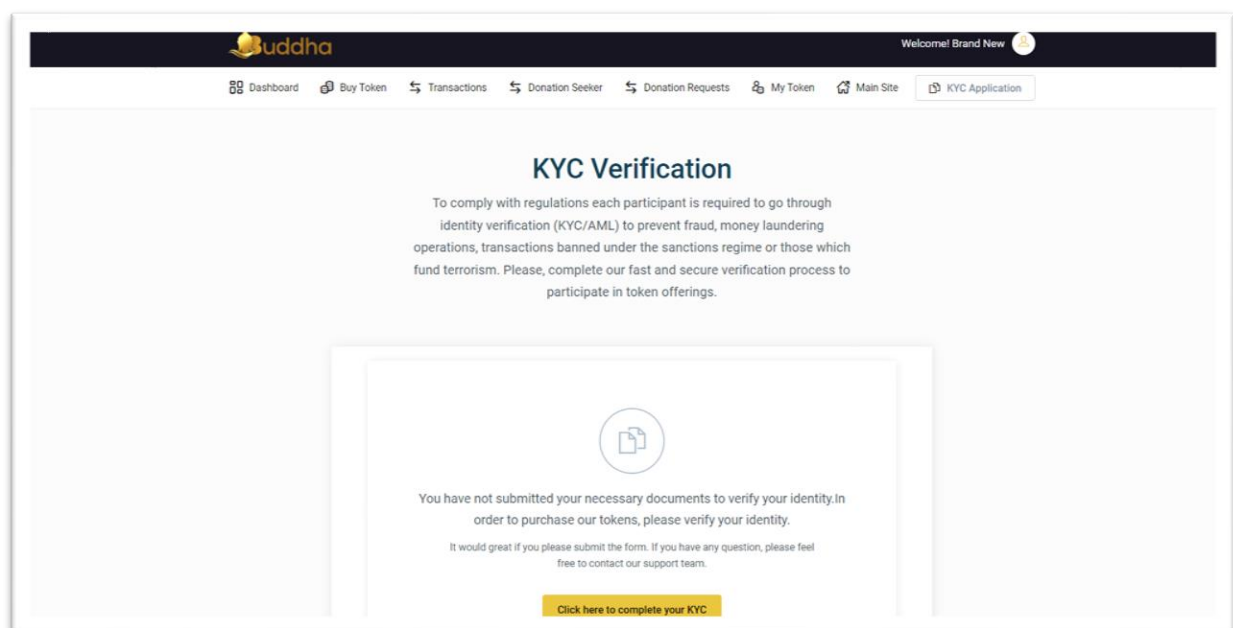 Buddha
Welcome! Brand New
Dashboard Buy Token Transactions Donation Seeker Donation Requests My Token Main Site KYC Application
KYC Verification
To comply with regulations each participant is required to go through
identity verification (KYC/AML) to prevent fraud, money laundering
operations, transactions banned under the sanctions regime or those which
fund terrorism. Please, complete our fast and secure verification process to
participate in token offerings.
You have not submitted your necessary documents to verify your identity.In
order to purchase our tokens, please verify your identity.
It would great if you please submit the form. If you have any question, please feel
free to contact our support team.
Click here to complete your KYC